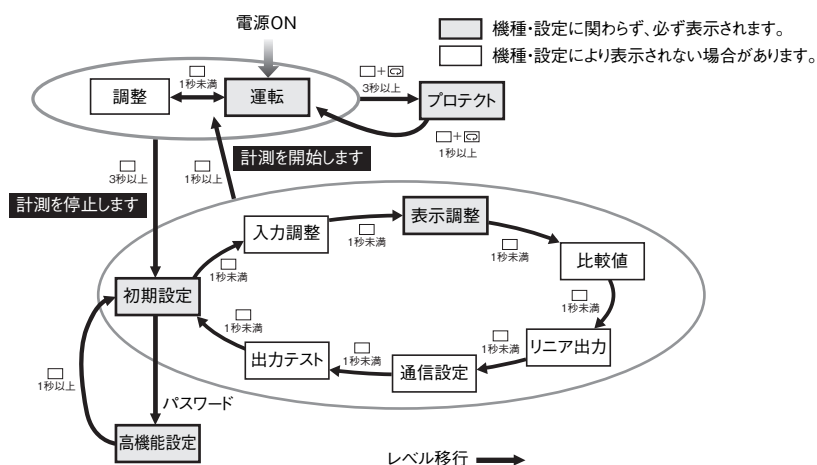 電源ON
機種・設定に関わらず、必ず表示されます。
機種・設定により表示されない場合があります。
調整
1秒未満
運転
3秒以上
プロテクト
1秒以上
計測を開始します
3秒以上
1秒以上
計測を停止します
入力調整
1秒未満
表示調整
1秒未満
比較値
1秒未満
初期設定
1秒未満
1秒未満
出力テスト
1秒未満
通信設定
1秒未満
リニア出力
1秒以上
パスワード
高機能設定
レベル移行